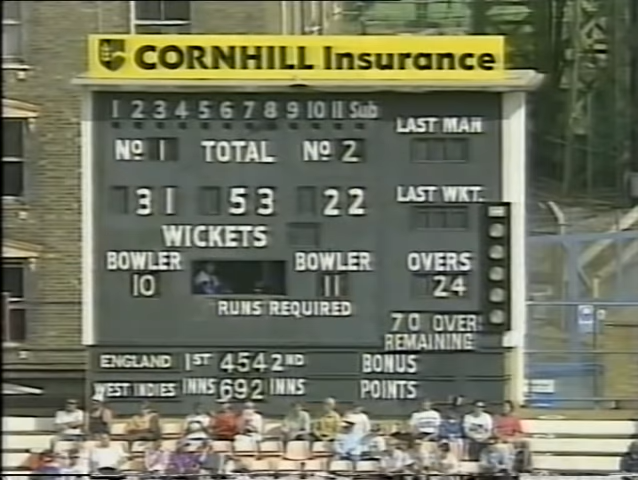 CORNHILL Insurance
1 2 3 4 5 6 7 8 9 10 11 Sub
LAST MAN
Nº 1 TOTAL Nº 2
31 53 22
LAST WKT.
WICKETS
BOWLER BOWLER OVERS
10 11 24
RUNS REQUIRED
70 OVER
REMAINING
ENGLAND 1ST 454 2ND BONUS
WEST INDIES INNS 692 INNS POINTS